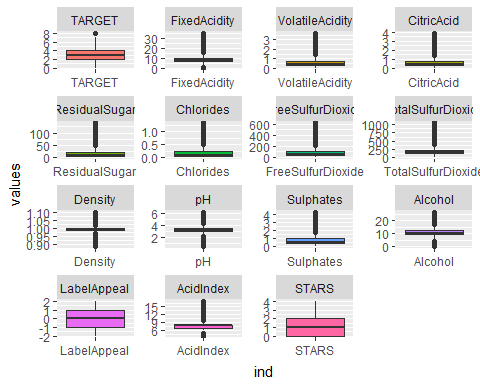 TARGET FixedAcidity VolatileAcidity CitricAcid
8 6 4 2 0
30 20 10 0
3 2 1 0
4 3 2 1 0
TARGET FixedAcidity VolatileAcidity CitricAcid
ResidualSugar Chlorides FreeSulfurDioxide TotalSulfurDioxide
100 50 0
1.0 0.5 0.0
600 400 200 0
1000 750 500 250 0
ResidualSugar Chlorides FreeSulfurDioxide TotalSulfurDioxide
values
Density pH Sulphates Alcohol
1.10 1.05 1.00 0.95 0.90
6 4 2
4 3 2 1 0
20 10 0
Density pH Sulphates Alcohol
LabelAppeal AcidIndex STARS
2 1 0 -1 -2
15 12 9 6
4 3 2 1 0
LabelAppeal AcidIndex STARS
ind